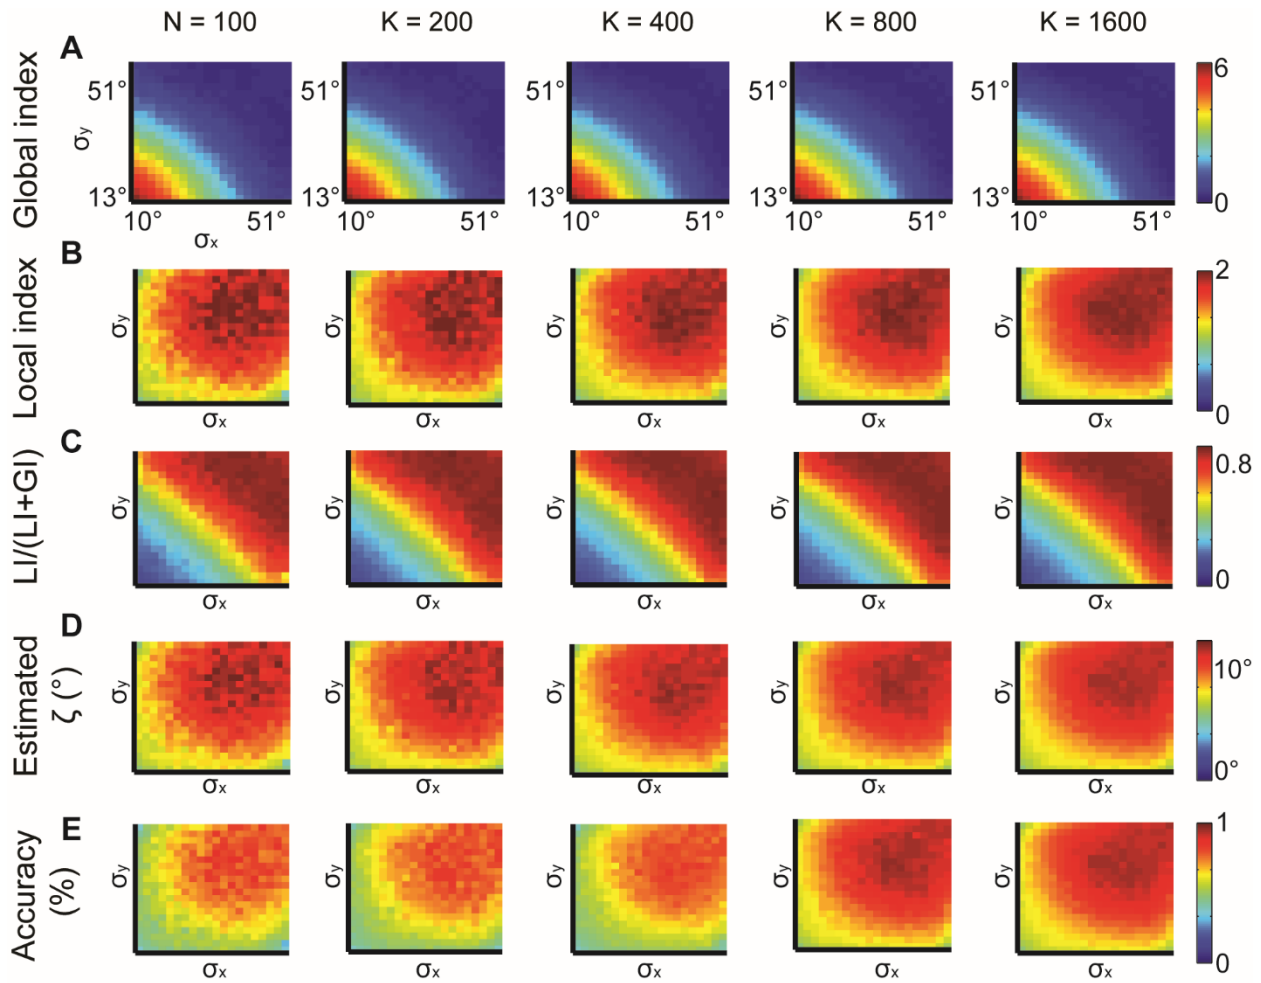 N = 100 K = 200 K = 400 K = 800 K = 1600
A
Global index
51° 51° 51° 51° 51° 6
σy
13° 13° 13° 13° 13° 0
10° 51° 10° 51° 10° 51° 10° 51° 10° 51°
σx
B
Local index
σy σy σy σy σy 2
0
σx σx σx σx σx
C
LI/(LI+GI)
σy σy σy σy σy 0.8
0
σx σx σx σx σx
D
Estimated
ζ (°)
σy σy σy σy σy 10°
0°
σx σx σx σx σx
E
Accuracy
(%)
σy σy σy σy σy 1
0
σx σx σx σx σx